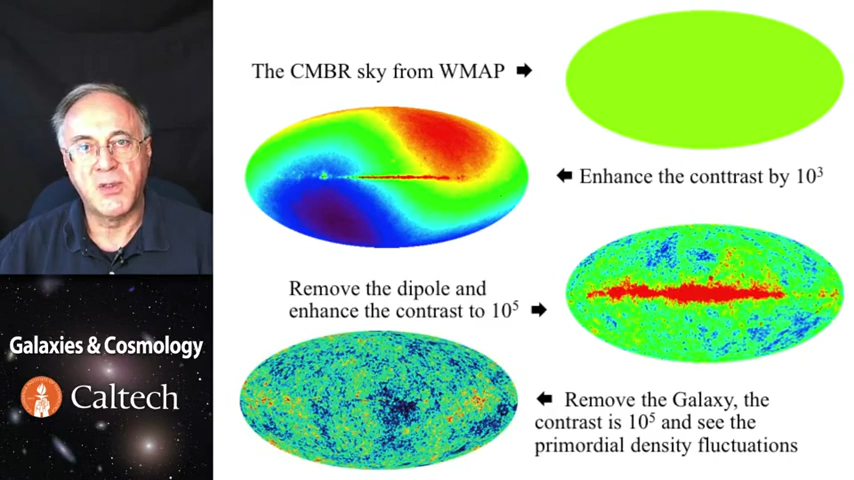 The CMBR sky from WMAP ➡
⬅ Enhance the conttrast by 10³
Remove the dipole and
enhance the contrast to 10⁵ ➡
Galaxies & Cosmology
Caltech
⬅ Remove the Galaxy, the
contrast is 10⁵ and see the
primordial density fluctuations